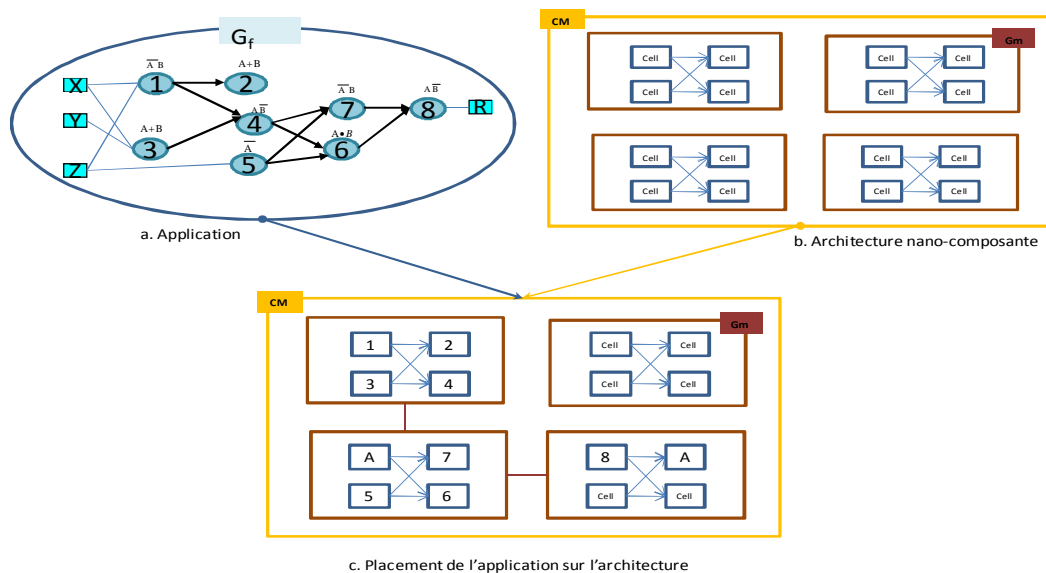 G_f
X
Y
Z
A̅ B
1
A+B
2
A+B
3
A B̅
4
A̅
5
A̅ B
7
A•B
6
A B̅
8
R
a. Application
CM
Gm
Cell Cell
Cell Cell
Cell Cell
Cell Cell
Cell Cell
Cell Cell
Cell Cell
Cell Cell
b. Architecture nano-composante
CM
Gm
1 2
3 4
Cell Cell
Cell Cell
A 7
5 6
8 A
Cell Cell
c. Placement de l'application sur l'architecture